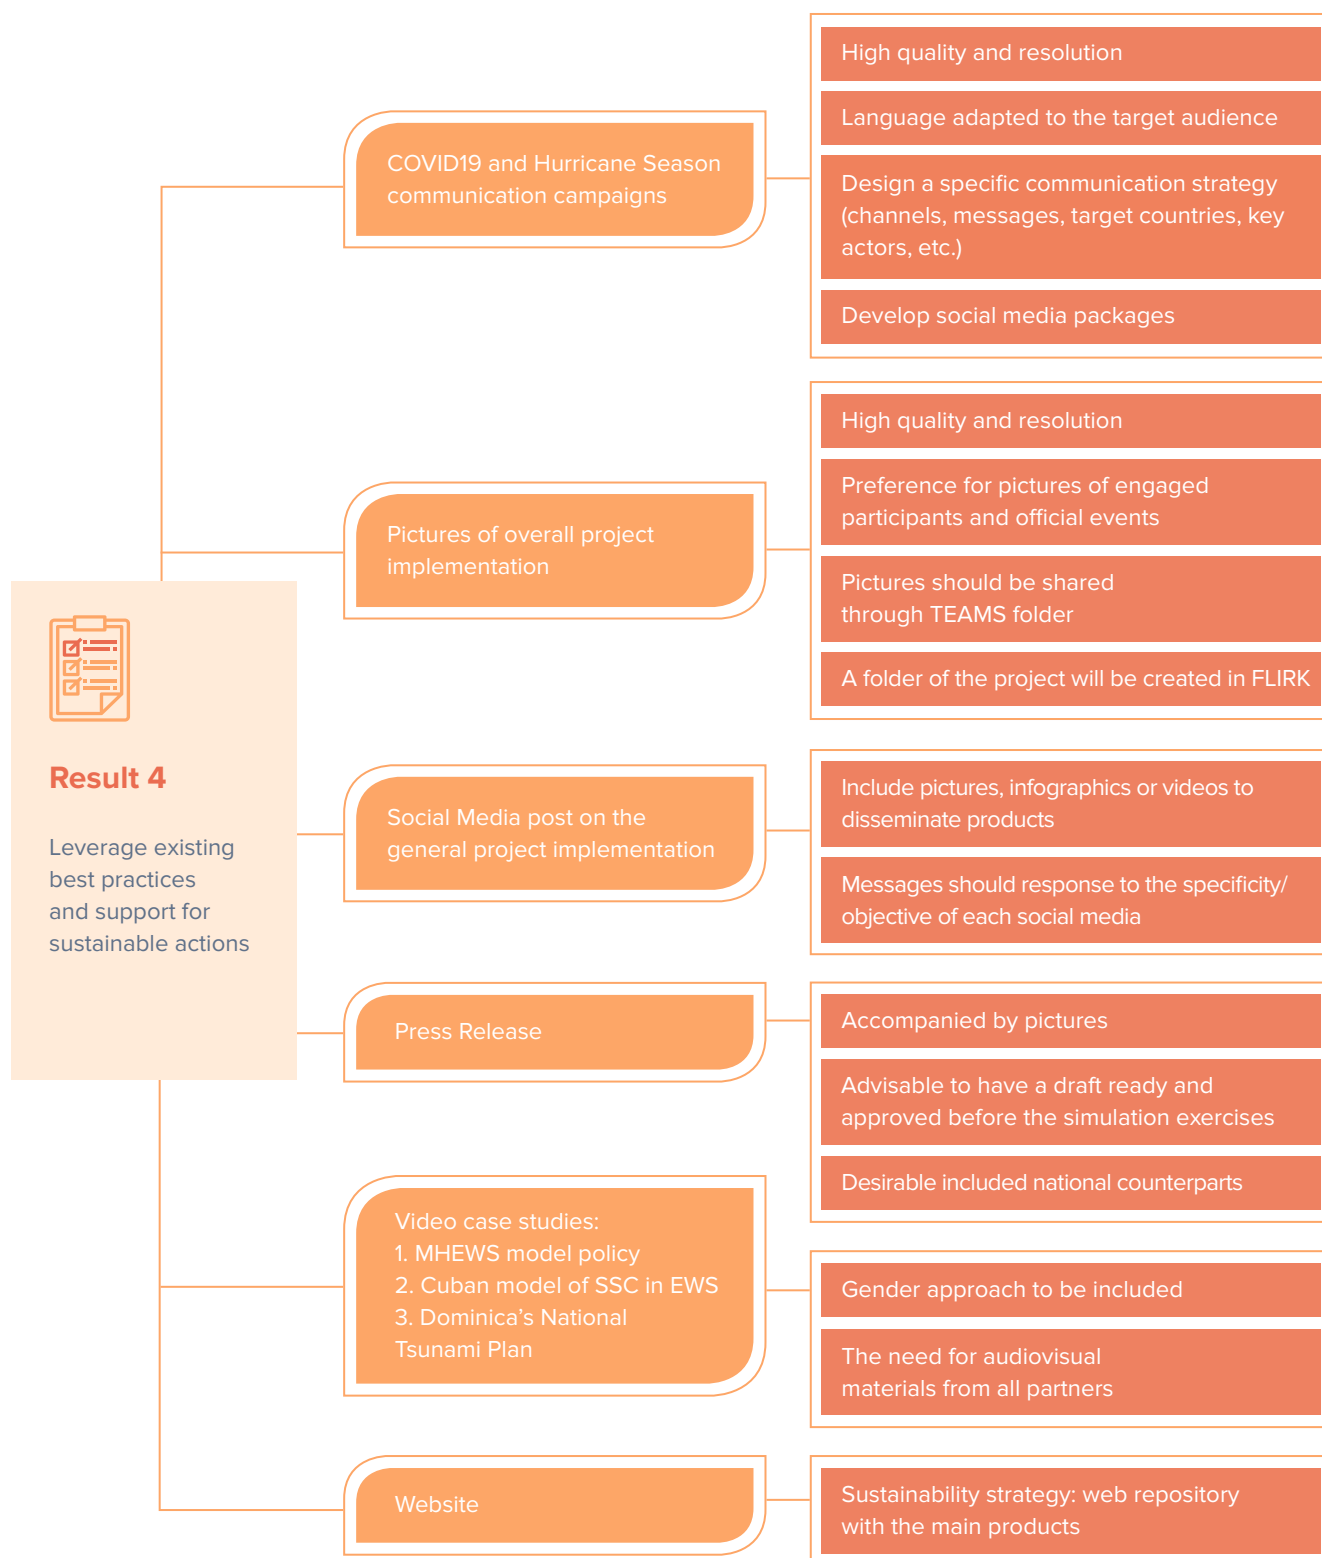 Result 4
Leverage existing
best practices
and support for
sustainable actions
COVID19 and Hurricane Season
communication campaigns
High quality and resolution
Language adapted to the target audience
Design a specific communication strategy
(channels, messages, target countries, key
actors, etc.)
Develop social media packages
Pictures of overall project
implementation
High quality and resolution
Preference for pictures of engaged
participants and official events
Pictures should be shared
through TEAMS folder
A folder of the project will be created in FLIRK
Social Media post on the
general project implementation
Include pictures, infographics or videos to
disseminate products
Messages should response to the specificity/
objective of each social media
Press Release
Accompanied by pictures
Advisable to have a draft ready and
approved before the simulation exercises
Desirable included national counterparts
Video case studies:
1. MHEWS model policy
2. Cuban model of SSC in EWS
3. Dominica’s National
Tsunami Plan
Gender approach to be included
The need for audiovisual
materials from all partners
Website
Sustainability strategy: web repository
with the main products